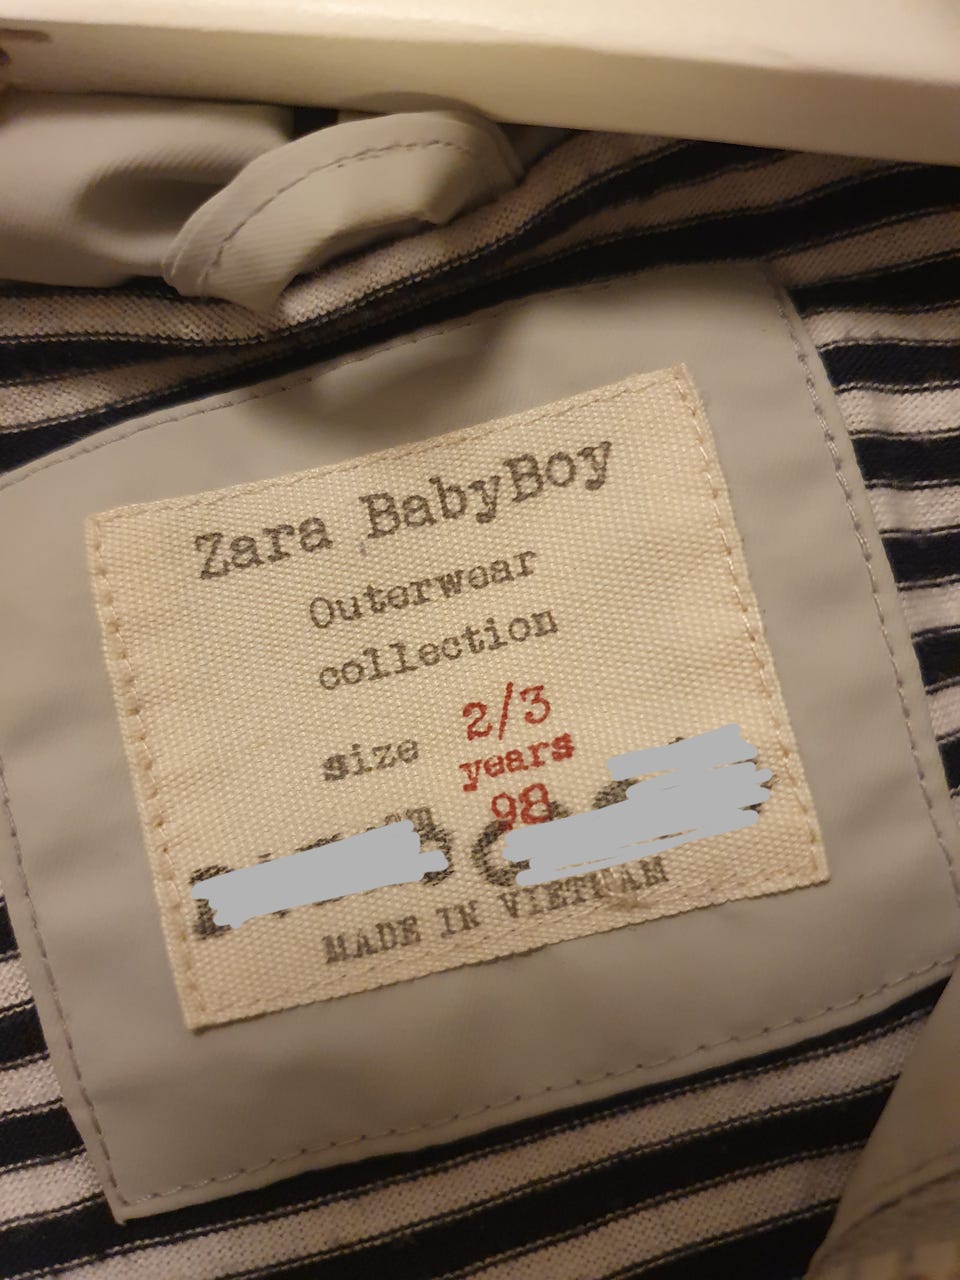 Zara BabyBoy
Outerwear
collection
size 2/3
years
98
MADE IN VIETNAM